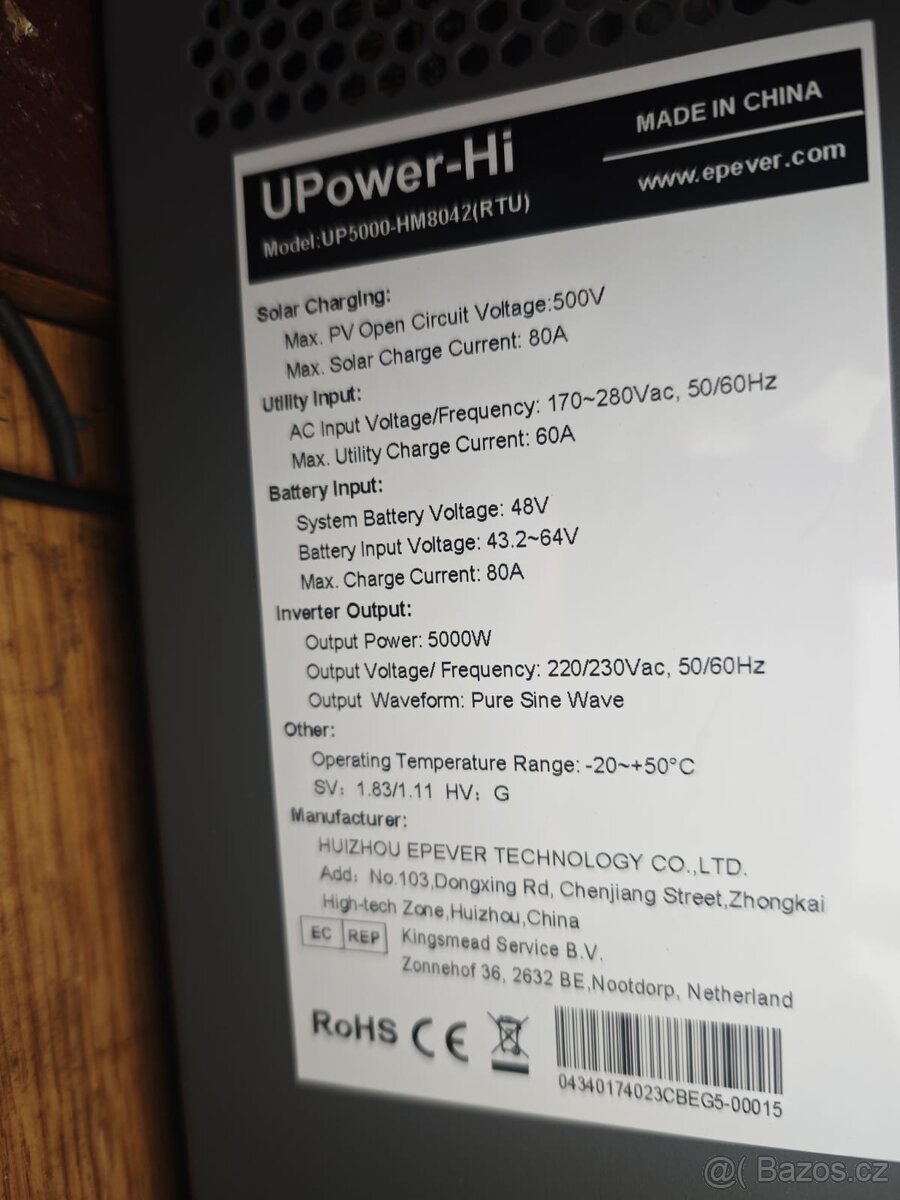 UPower-Hi
MADE IN CHINA
Model:UP5000-HM8042(RTU)
www.epever.com
Solar Charging:
Max. PV Open Circuit Voltage:500V
Max. Solar Charge Current: 80A
Utility Input:
AC Input Voltage/Frequency: 170~280Vac, 50/60Hz
Max. Utility Charge Current: 60A
Battery Input:
System Battery Voltage: 48V
Battery Input Voltage: 43.2~64V
Max. Charge Current: 80A
Inverter Output:
Output Power: 5000W
Output Voltage/ Frequency: 220/230Vac, 50/60Hz
Output Waveform: Pure Sine Wave
Other:
Operating Temperature Range: -20~+50°C
SV: 1.83/1.11 HV: G
Manufacturer:
HUIZHOU EPEVER TECHNOLOGY CO.,LTD.
Add: No.103,Dongxing Rd, Chenjiang Street,Zhongkai
High-tech Zone,Huizhou,China
EC REP Kingsmead Service B.V.
Zonnehof 36, 2632 BE,Nootdorp, Netherland
RoHS CE
04340174023CBEG5-00015
@( Bazos.cz